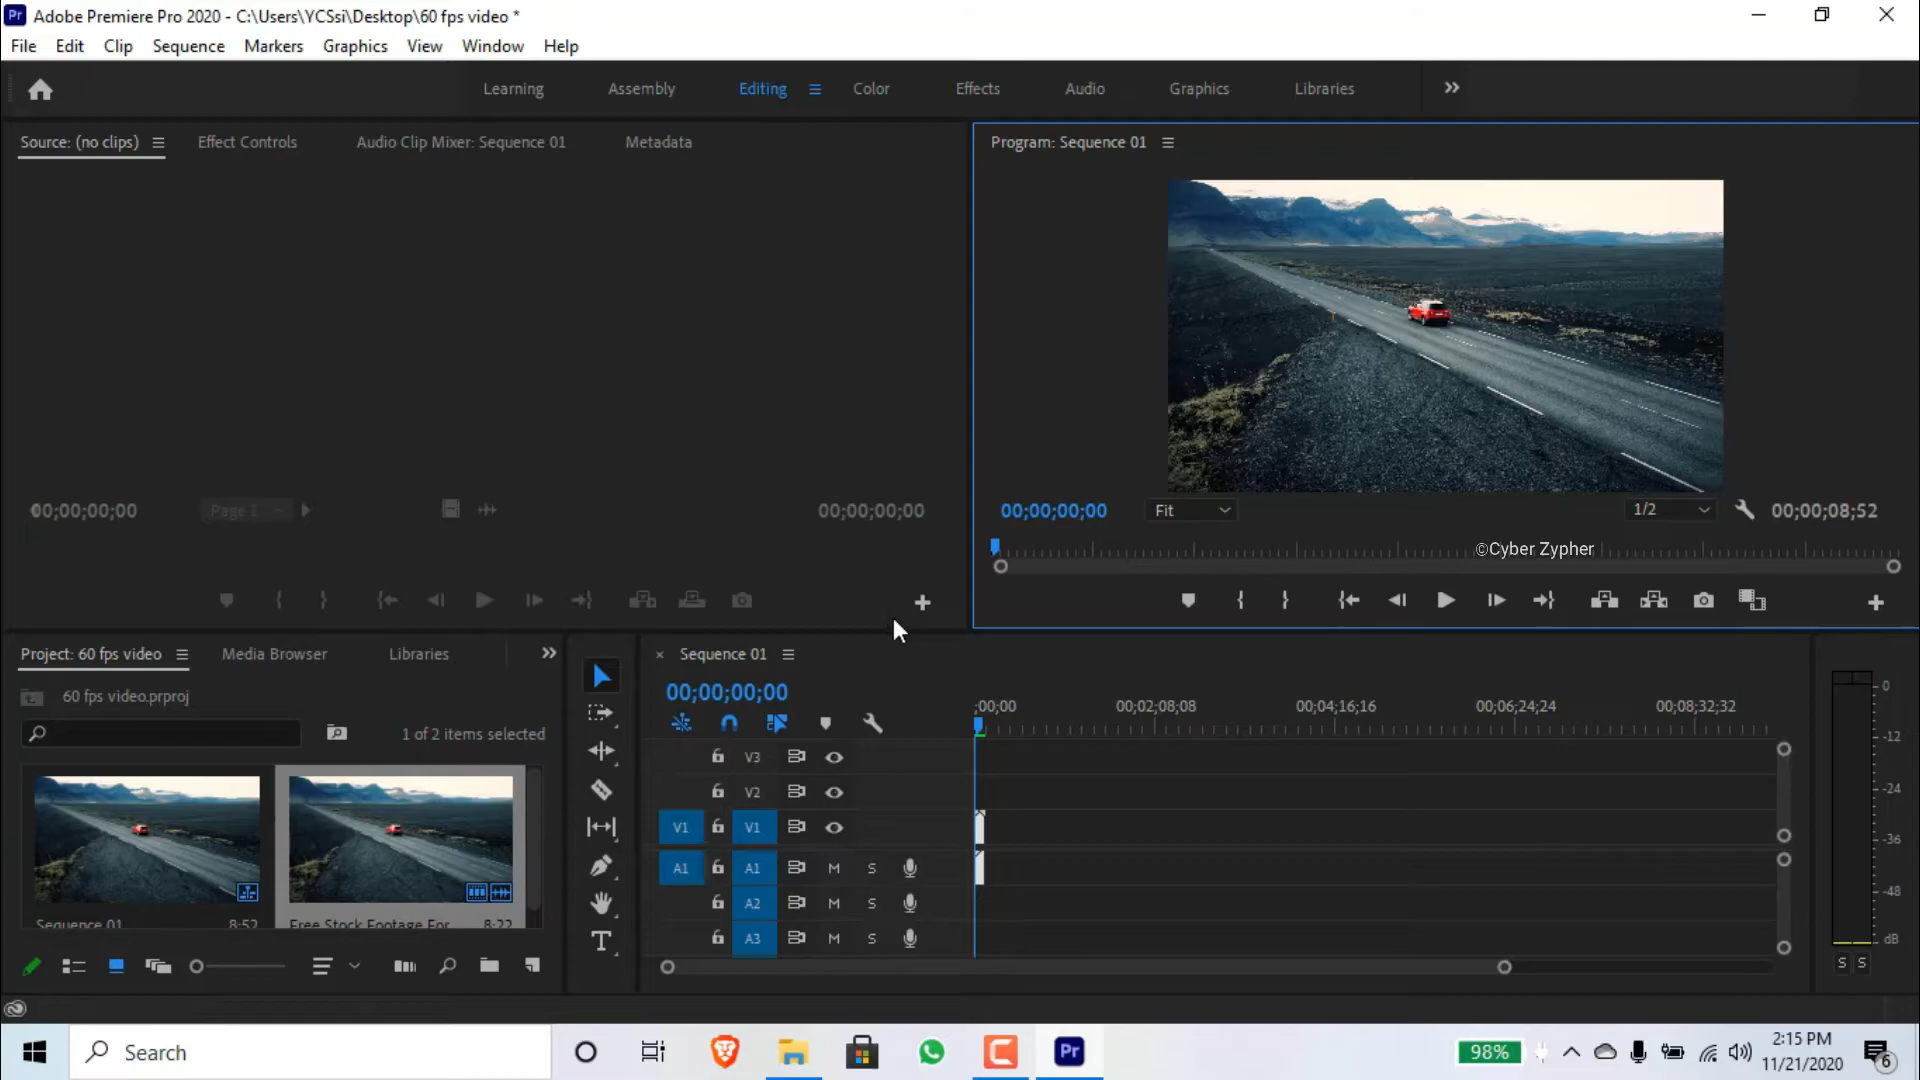 Pr Adobe Premiere Pro 2020 - C:\Users\YCSsi\Desktop\60 fps video *
File Edit Clip Sequence Markers Graphics View Window Help
Learning Assembly Editing Color Effects Audio Graphics Libraries
Source: (no clips) Effect Controls Audio Clip Mixer: Sequence 01 Metadata
Program: Sequence 01
00;00;00;00 Page 1 00;00;00;00
00;00;00;00 Fit 1/2 00;00;08;52
©Cyber Zypher
Project: 60 fps video Media Browser Libraries
60 fps video.prproj
1 of 2 items selected
Sequence 01 8:52
Free Stock Footage For 8:22
Sequence 01
00;00;00;00
;00;00 00;02;08;08 00;04;16;16 00;06;24;24 00;08;32;32
V3
V2
V1 V1
A1 A1 M S
A2 M S
A3 M S
0
-12
-24
-36
-48
dB
S S
Search
Pr
98%
2:15 PM
11/21/2020
6